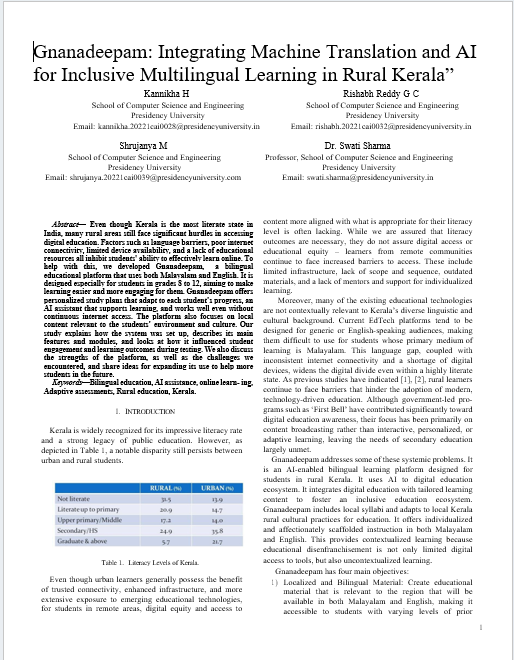 Gnanadeepam: Integrating Machine Translation and AI
for Inclusive Multilingual Learning in Rural Kerala”
Kannikha H
School of Computer Science and Engineering
Presidency University
Email: kannikha.20221cai0028@presidencyuniversity.in
Rishabh Reddy G C
School of Computer Science and Engineering
Presidency University
Email: rishabh.20221cai0032@presidencyuniversity.in
Shrujanya M
School of Computer Science and Engineering
Presidency University
Email: shrujanya.20221cai0039@presidencyuniversity.com
Dr. Swati Sharma
Professor, School of Computer Science and Engineering
Presidency University
Email: swati.sharma@presidencyuniversity.in
Abstract— Even though Kerala is the most literate state in
India, many rural areas still face significant hurdles in accessing
digital education. Factors such as language barriers, poor internet
connectivity, limited device availability, and a lack of educational
resources all inhibit students’ ability to effectively learn online. To
help with this, we developed Gnanadeepam, a bilingual
educational platform that uses both Malayalam and English. It is
designed especially for students in grades 8 to 12, aiming to make
learning easier and more engaging for them. Gnanadeepam offers
personalized study plans that adapt to each student’s progress, an
AI assistant that supports learning, and works well even without
continuous internet access. The platform also focuses on local
content relevant to the students’ environment and culture. Our
study explains how the system was set up, describes its main
features and modules, and looks at how it influenced student
engagement and learning outcomes during testing. We also discuss
the strengths of the platform, as well as the challenges we
encountered, and share ideas for expanding its use to help more
students in the future.
Keywords—Bilingual education, AI assistance, online learn- ing,
Adaptive assessments, Rural education, Kerala.
1. INTRODUCTION
Kerala is widely recognized for its impressive literacy rate
and a strong legacy of public education. However, as
depicted in Table 1, a notable disparity still persists between
urban and rural students.
RURAL (%) URBAN (%)
Not literate 31.5 13.9
Literate up to primary 20.9 14.7
Upper primary/Middle 17.2 14.0
Secondary/HS 24.9 35.8
Graduate & above 5.7 21.7
Table 1. Literacy Levels of Kerala.
Even though urban learners generally possess the benefit
of trusted connectivity, enhanced infrastructure, and more
extensive exposure to emerging educational technologies,
for students in remote areas, digital equity and access to
content more aligned with what is appropriate for their literacy
level is often lacking. While we are assured that literacy
outcomes are necessary, they do not assure digital access or
educational equity – learners from remote communities
continue to face increased barriers to access. These include
limited infrastructure, lack of scope and sequence, outdated
materials, and a lack of mentors and support for individualized
learning.
Moreover, many of the existing educational technologies
are not contextually relevant to Kerala’s diverse linguistic and
cultural background. Current EdTech platforms tend to be
designed for generic or English-speaking audiences, making
them difficult to use for students whose primary medium of
learning is Malayalam. This language gap, coupled with
inconsistent internet connectivity and a shortage of digital
devices, widens the digital divide even within a highly literate
state. As previous studies have indicated [1], [2], rural learners
continue to face barriers that hinder the adoption of modern,
technology-driven education. Although government-led pro-
grams such as ‘First Bell’ have contributed significantly toward
digital education awareness, their focus has been primarily on
content broadcasting rather than interactive, personalized, or
adaptive learning, leaving the needs of secondary education
largely unmet.
Gnanadeepam addresses some of these systemic problems. It
is an AI-enabled bilingual learning platform designed for
students in rural Kerala. It uses AI to digital education
ecosystem. It integrates digital education with tailored learning
content to foster an inclusive education ecosystem.
Gnanadeepam includes local syllabi and adapts to local Kerala
rural cultural practices for education. It offers individualized
and affectionately scaffolded instruction in both Malayalam
and English. This provides contextualized learning because
educational disenfranchisement is not only limited digital
access to tools, but also uncontextualized learning.
Gnanadeepam has four main objectives:
1) Localized and Bilingual Material: Create educational
material that is relevant to the region that will be
available in both Malayalam and English, making it
accessible to students with varying levels of prior
1